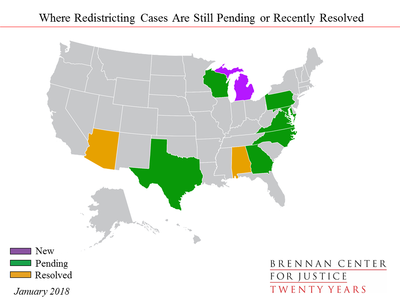 Where Redistricting Cases Are Still Pending or Recently Resolved
New
Pending
Resolved
January 2018
BRENNAN CENTER
FOR JUSTICE
TWENTY YEARS